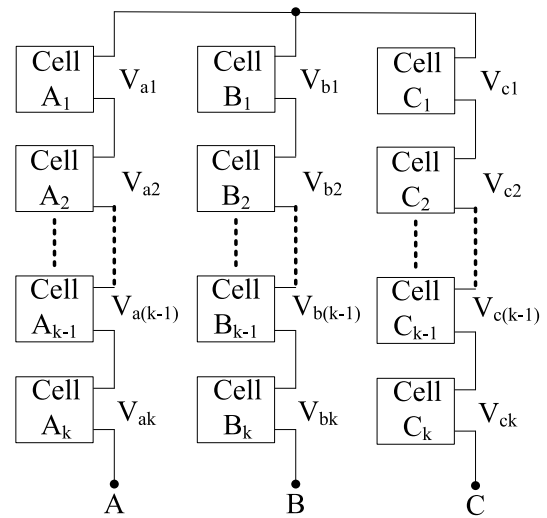 Cell
A1
Va1
Cell
B1
Vb1
Cell
C1
Vc1
Cell
A2
Va2
Cell
B2
Vb2
Cell
C2
Vc2
Cell
Ak-1
Va(k-1)
Cell
Bk-1
Vb(k-1)
Cell
Ck-1
Vc(k-1)
Cell
Ak
Vak
Cell
Bk
Vbk
Cell
Ck
Vck
A
B
C